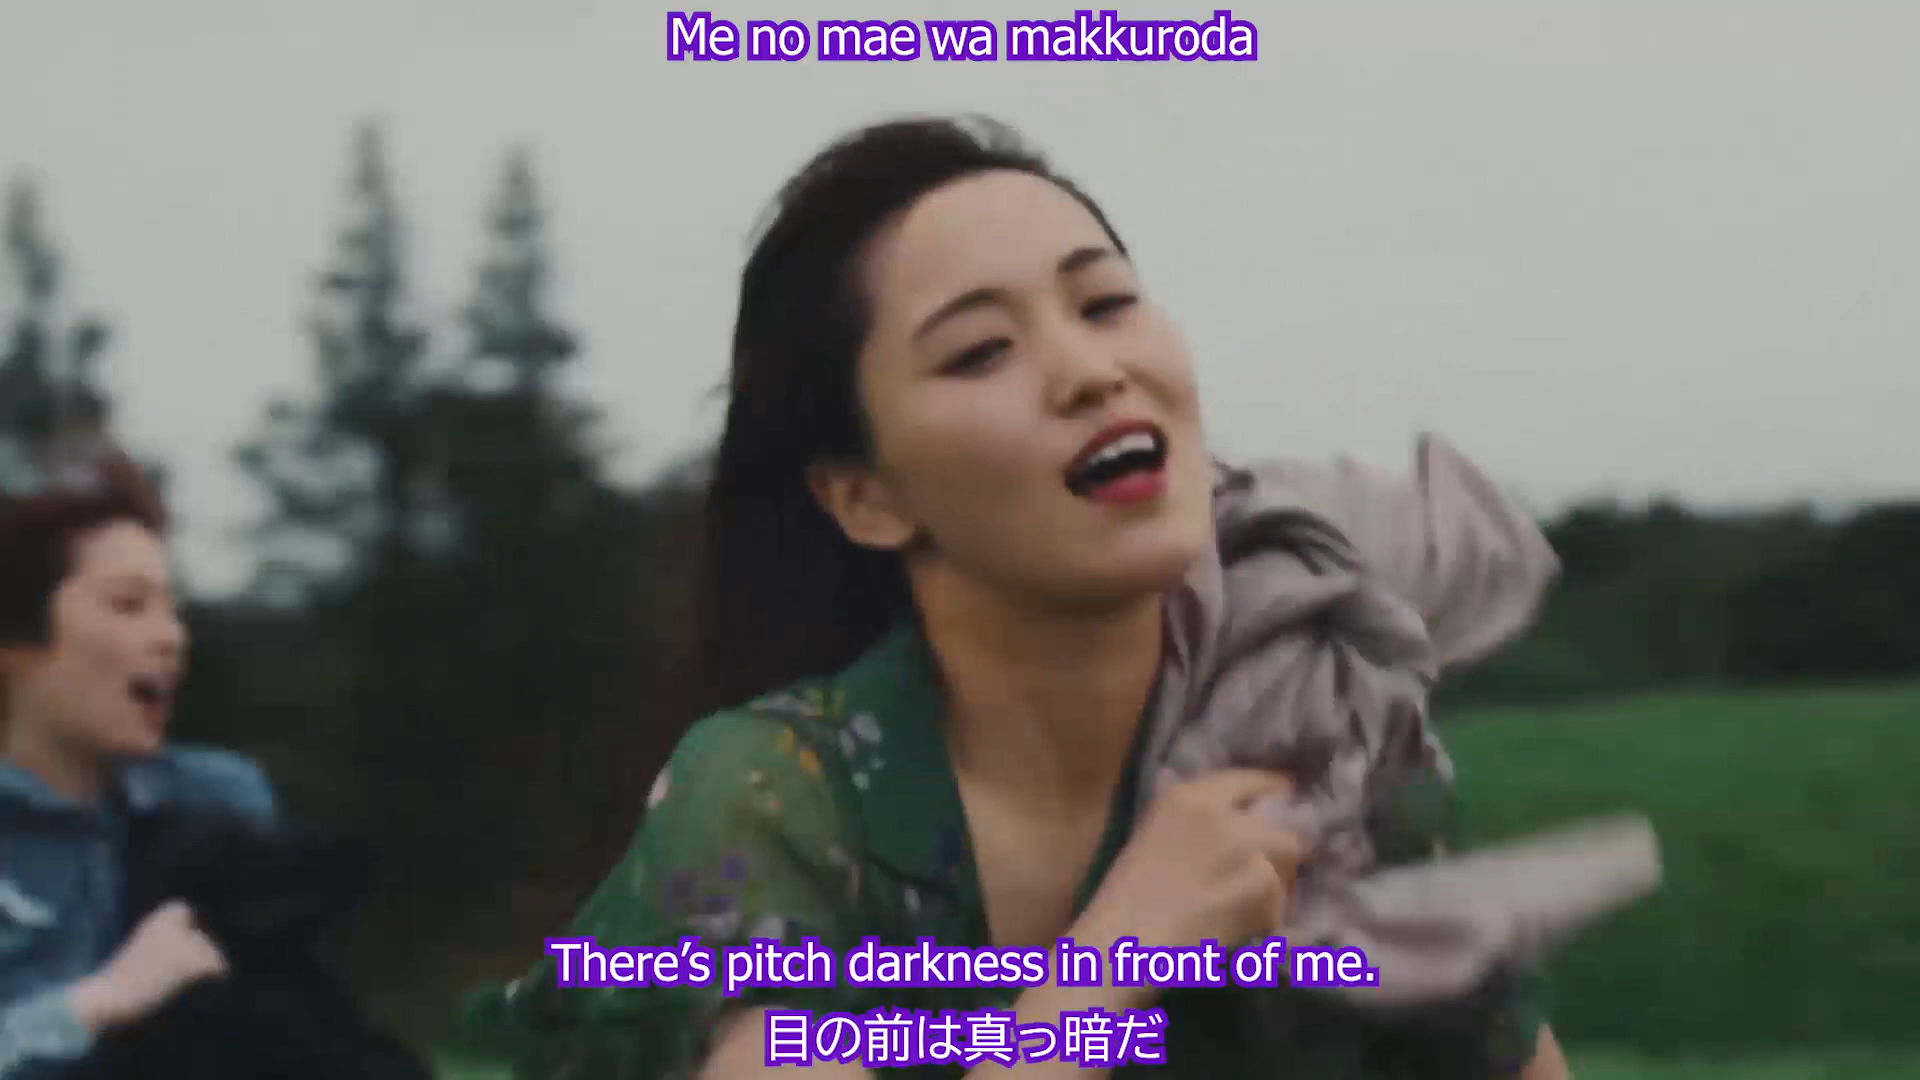 Me no mae wa makkuroda
There’s pitch darkness in front of me.
目の前は真っ暗だ